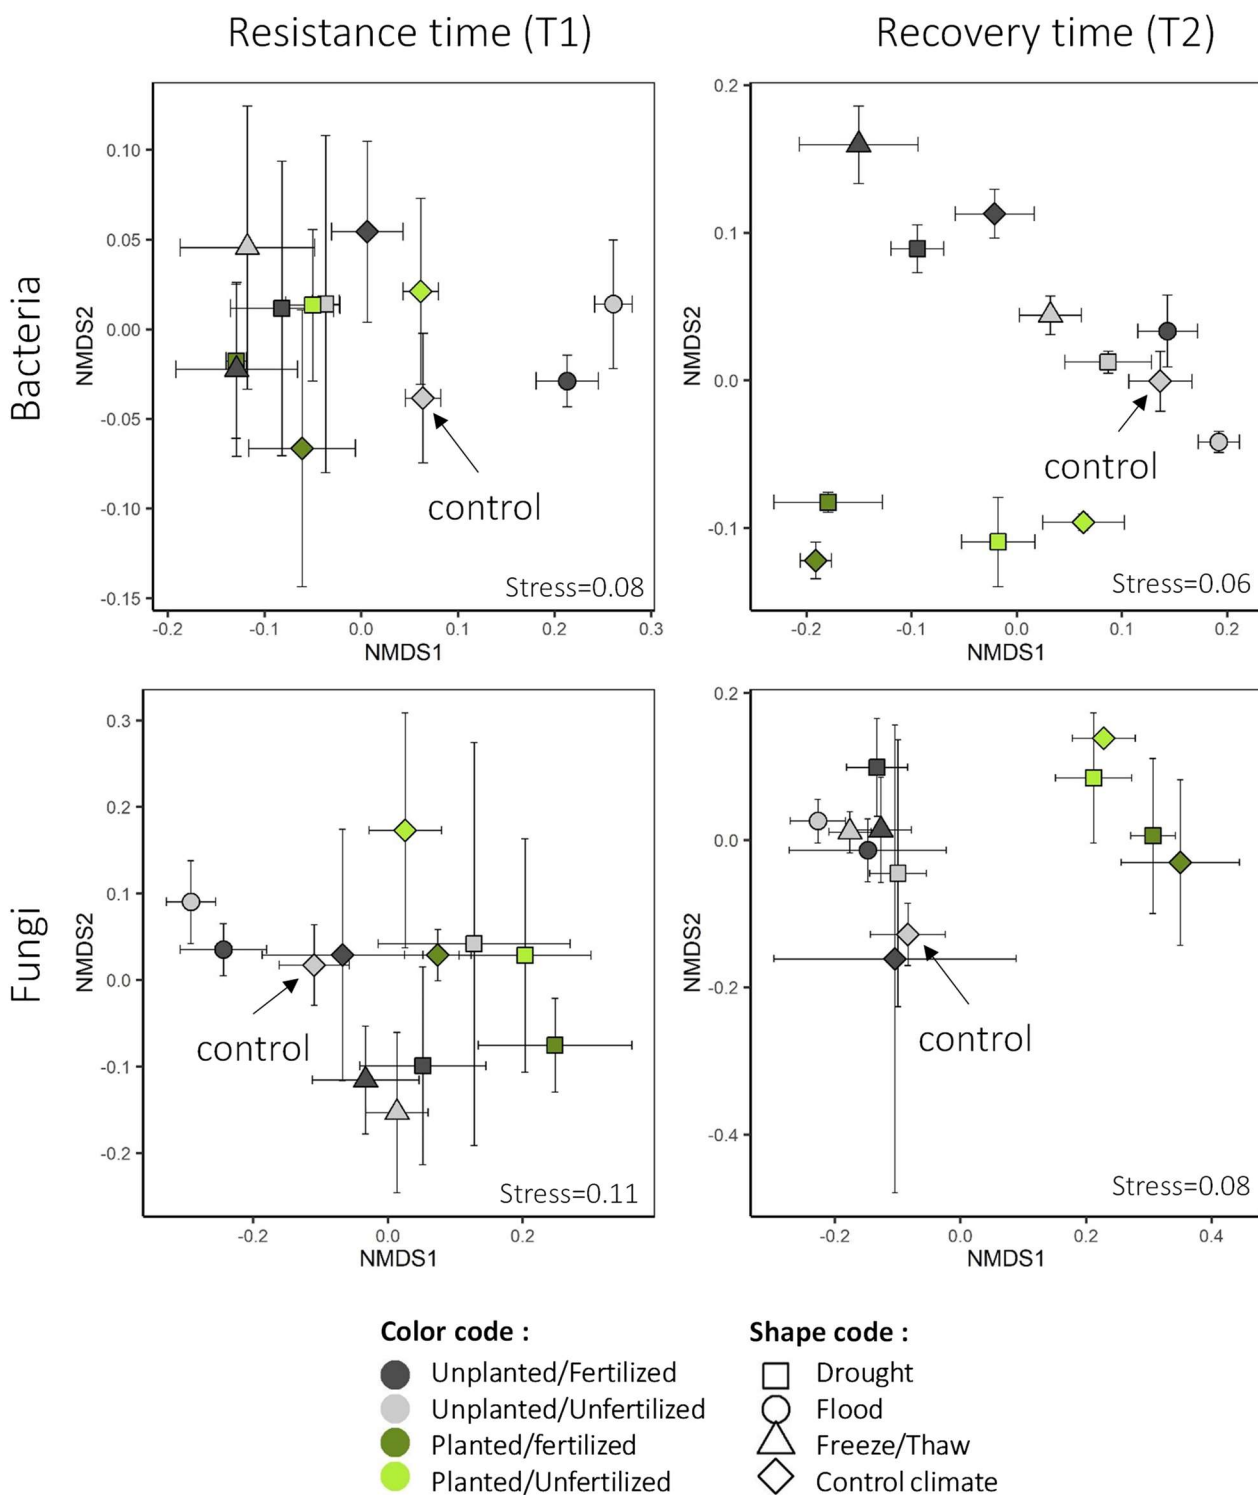 Resistance time (T1)
Recovery time (T2)
Bacteria
NMDS2
0.10
0.05
0.00
-0.05
-0.10
-0.15
control
Stress=0.08
-0.2 -0.1 0.0 0.1 0.2 0.3
NMDS1
NMDS2
0.2
0.1
0.0
-0.1
control
Stress=0.06
-0.2 -0.1 0.0 0.1 0.2
NMDS1
Fungi
NMDS2
0.3
0.2
0.1
0.0
-0.1
-0.2
control
Stress=0.11
-0.2 0.0 0.2
NMDS1
NMDS2
0.2
0.0
-0.2
-0.4
control
Stress=0.08
-0.2 0.0 0.2 0.4
NMDS1
Color code :
Unplanted/Fertilized
Unplanted/Unfertilized
Planted/fertilized
Planted/Unfertilized
Shape code :
Drought
Flood
Freeze/Thaw
Control climate